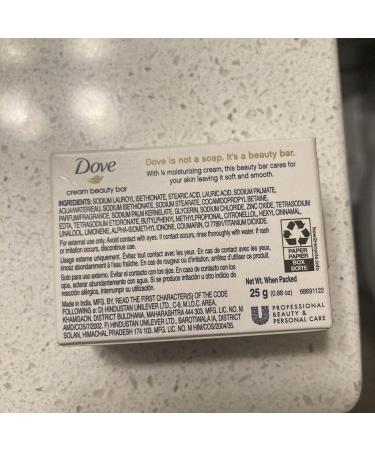 Dove
cream beauty bar
Dove is not a soap. It's a beauty bar.
With ¼ moisturizing cream, this beauty bar cares for
your skin leaving it soft and smooth.
INGREDIENTS: SODIUM LAUROYL ISETHIONATE, STEARIC ACID, LAURIC ACID, SODIUM PALMATE,
AQUA/WATER/EAU, SODIUM ISETHIONATE, SODIUM STEARATE, COCAMIDOPROPYL BETAINE,
PARFUM/FRAGRANCE, SODIUM PALM KERNELATE, GLYCERIN, SODIUM CHLORIDE, ZINC OXIDE, TETRASODIUM
EDTA, TETRASODIUM ETIDRONATE, BUTYLPHENYL METHYLPROPIONAL, CITRONELLOL, HEXYL CINNAMAL,
LINALOOL, LIMONENE, ALPHA-ISOMETHYL IONONE, COUMARIN, CI 77891/TITANIUM DIOXIDE.
For external use only. Avoid contact with eyes. If contact occurs, rinse thoroughly with water. If rash
or irritation occurs, discontinue use.
Usage externe uniquement. Évitez tout contact avec les yeux. En cas de contact avec les yeux,
rincez abondamment à l'eau. En cas de rougeur ou d'irritation, arrêtez d'utiliser ce produit.
Solo para uso externo. Evitar el contacto con los ojos. En caso de contacto con los
ojos, aclarar abundantemente con agua. Si se produce irritación u otro indicio de
reacción alérgica, interrumpir su utilización.
Made in India. MFG. BY, READ THE FIRST CHARACTER(S) OF THE CODE
FOLLOWING a: D) HINDUSTAN UNILEVER LTD., C-9, M.I.D.C. AREA,
KHAMGAON, DISTRICT BULDHANA, MAHARASHTRA 444 303. MFG. LIC. NO. M
AMD/COS/7/2002. F) HINDUSTAN UNILEVER LTD., BAROTIWALA IA, DISTRICT
SOLAN, HIMACHAL PRADESH 174 103. MFG. LIC. NO. M HIM/COS/2004/35.
how2recycle.info
PAPER
PAPIER
BOX
BOÎTE
Net Wt. When Packed
25 g (0.88 oz)
68691122
PROFESSIONAL
BEAUTY &
PERSONAL CARE